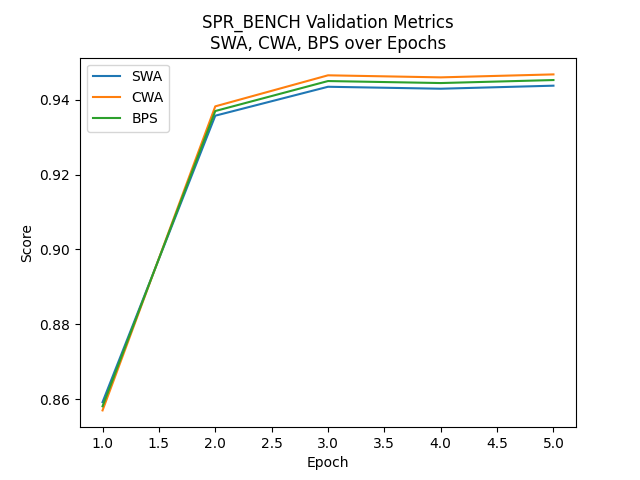 SPR_BENCH Validation Metrics
SWA, CWA, BPS over Epochs
SWA
CWA
BPS
Score
0.94
0.92
0.90
0.88
0.86
1.0 1.5 2.0 2.5 3.0 3.5 4.0 4.5 5.0
Epoch